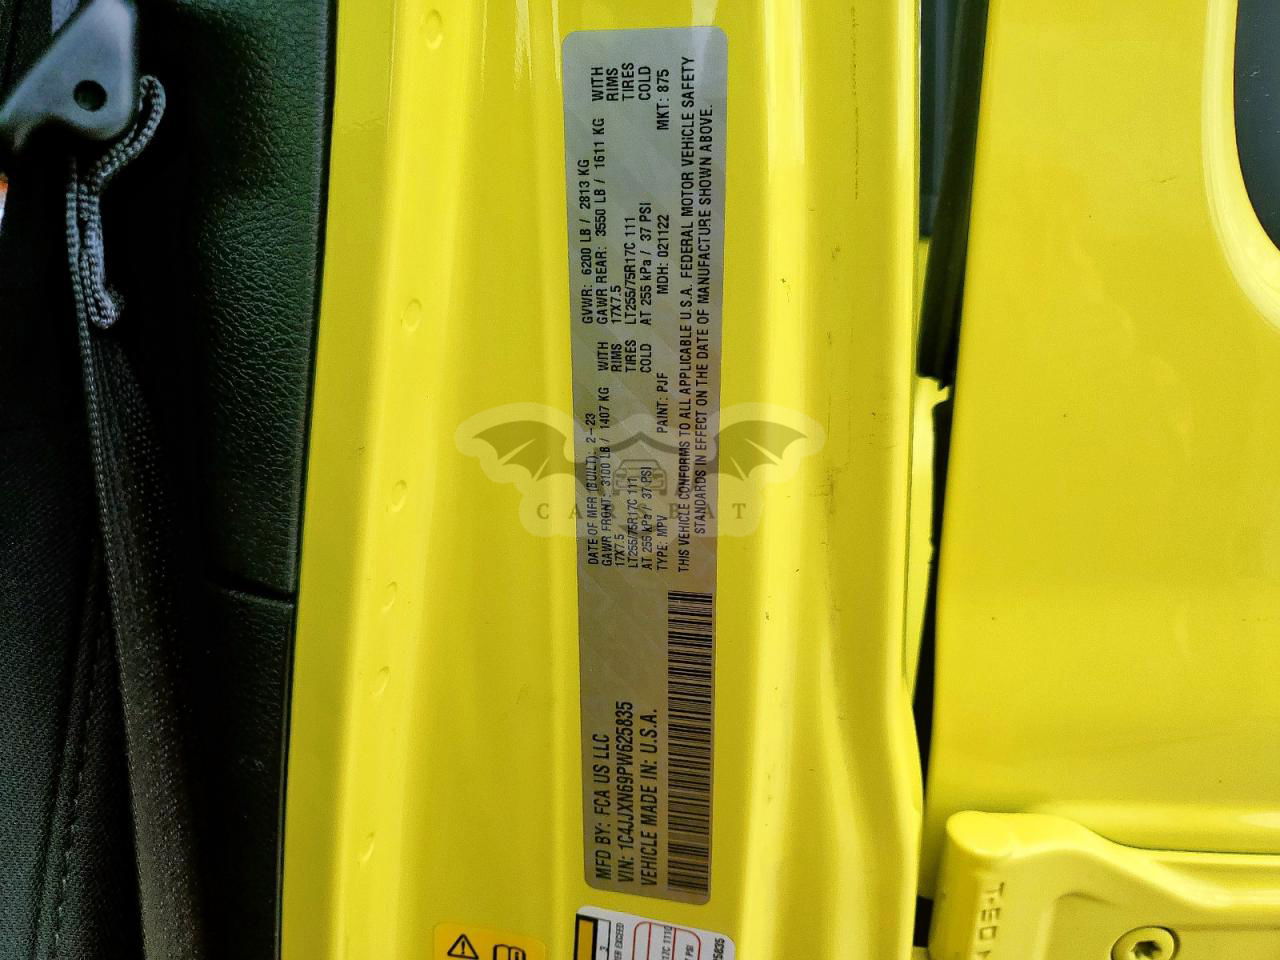 MFD BY: FCA US LLC
VIN: 1C4JJXN69PW625835
VEHICLE MADE IN: U.S.A.
DATE OF MFR (BUILT): 2-23 GVWR: 6200 LB / 2813 KG
GAWR FRONT: 3100 LB / 1407 KG WITH GAWR REAR: 3550 LB / 1611 KG WITH
17X7.5 RIMS 17X7.5 RIMS
LT255/75R17C 111 TIRES LT255/75R17C 111 TIRES
AT 255 kPa / 37 PSI COLD AT 255 kPa / 37 PSI COLD
TYPE: MPV PAINT: PJF MDH: 021122 MKT: 875
THIS VEHICLE CONFORMS TO ALL APPLICABLE U.S.A. FEDERAL MOTOR VEHICLE SAFETY
STANDARDS IN EFFECT ON THE DATE OF MANUFACTURE SHOWN ABOVE.
T-50